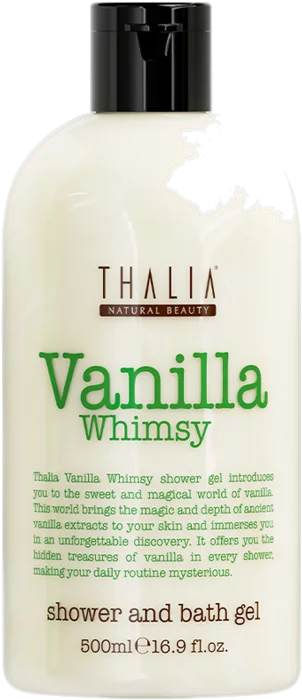 THALIA®
NATURAL BEAUTY
Vanilla
Whimsy
Thalia Vanilla Whimsy shower gel introduces
you to the sweet and magical world of vanilla.
This world brings the magic and depth of ancient
vanilla extracts to your skin and immerses you
in an unforgettable discovery. It offers you the
hidden treasures of vanilla in every shower,
making your daily routine mysterious.
shower and bath gel
500ml℮16.9 fl.oz.